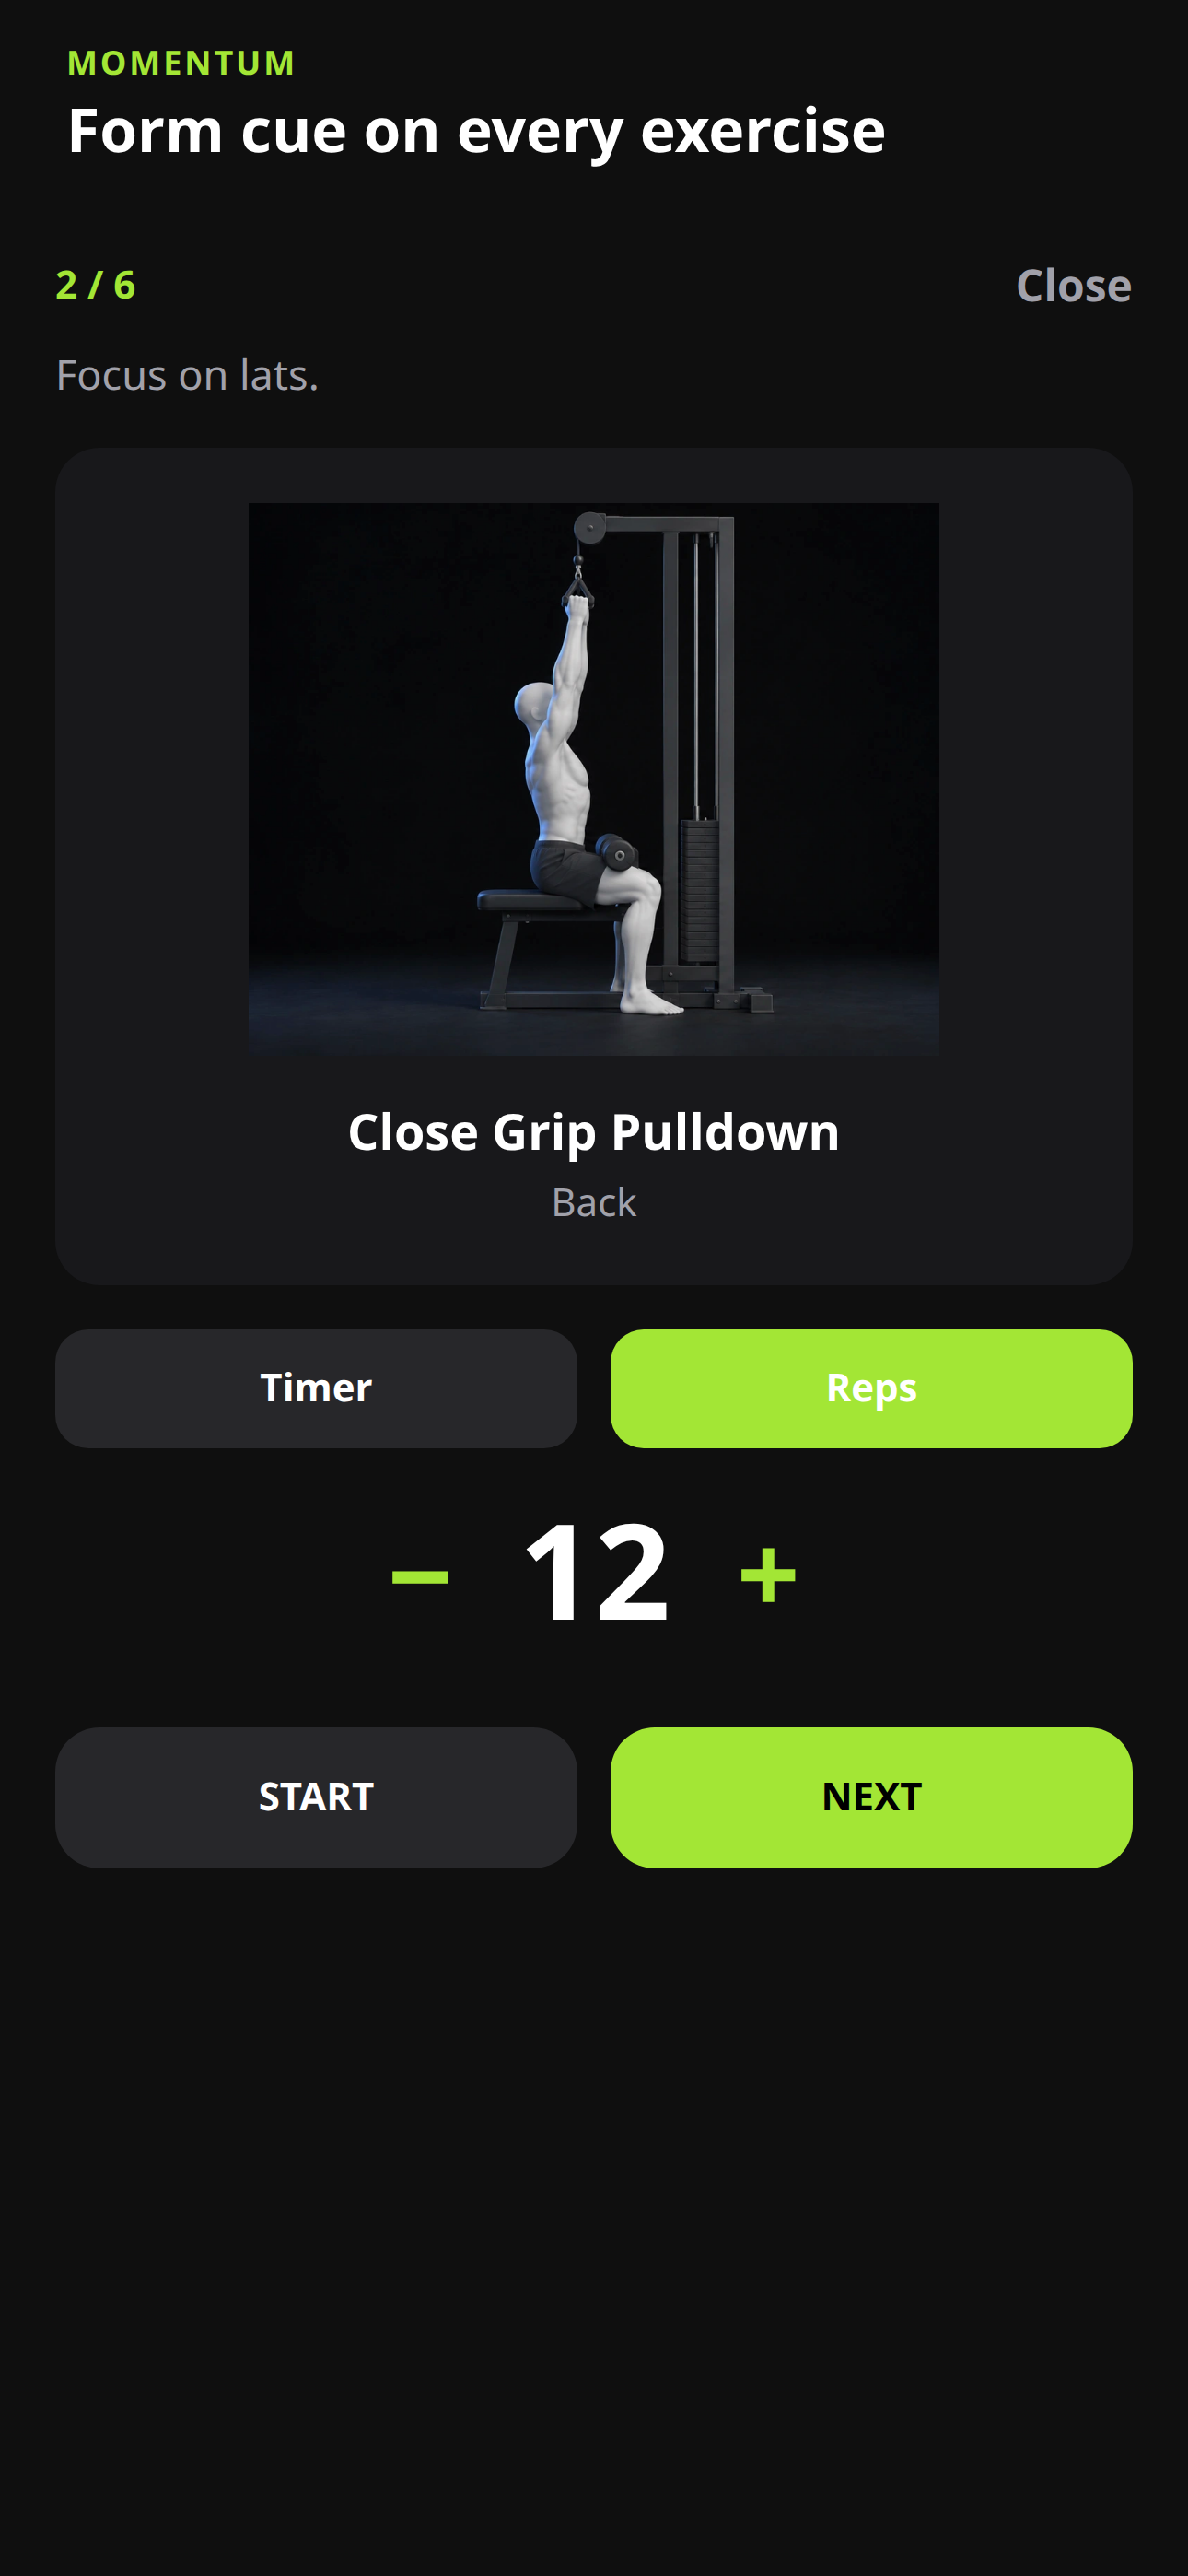 MOMENTUM
Form cue on every exercise
2 / 6
Close
Focus on lats.
Close Grip Pulldown
Back
Timer
Reps
− 12 +
START
NEXT